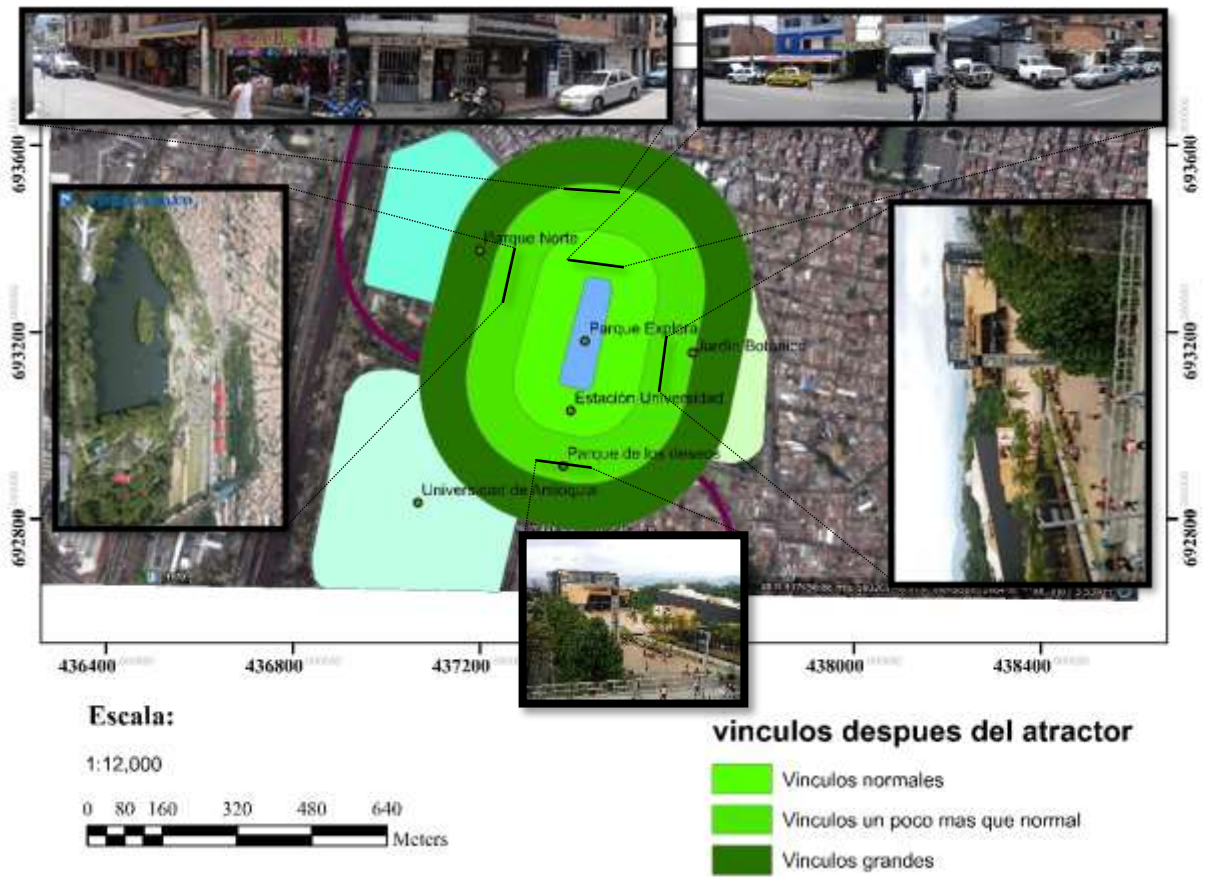 693600
693200
692800
693600
693200
692800
Parque Norte
Parque Explora
Jardin Botanico
Estación Universidad
Parque de los deseos
Universidad de Antioquia
436400
436800
437200
438000
438400
Escala:
1:12,000
0 80 160 320 480 640
Meters
vinculos despues del atractor
Vinculos normales
Vinculos un poco mas que normal
Vinculos grandes